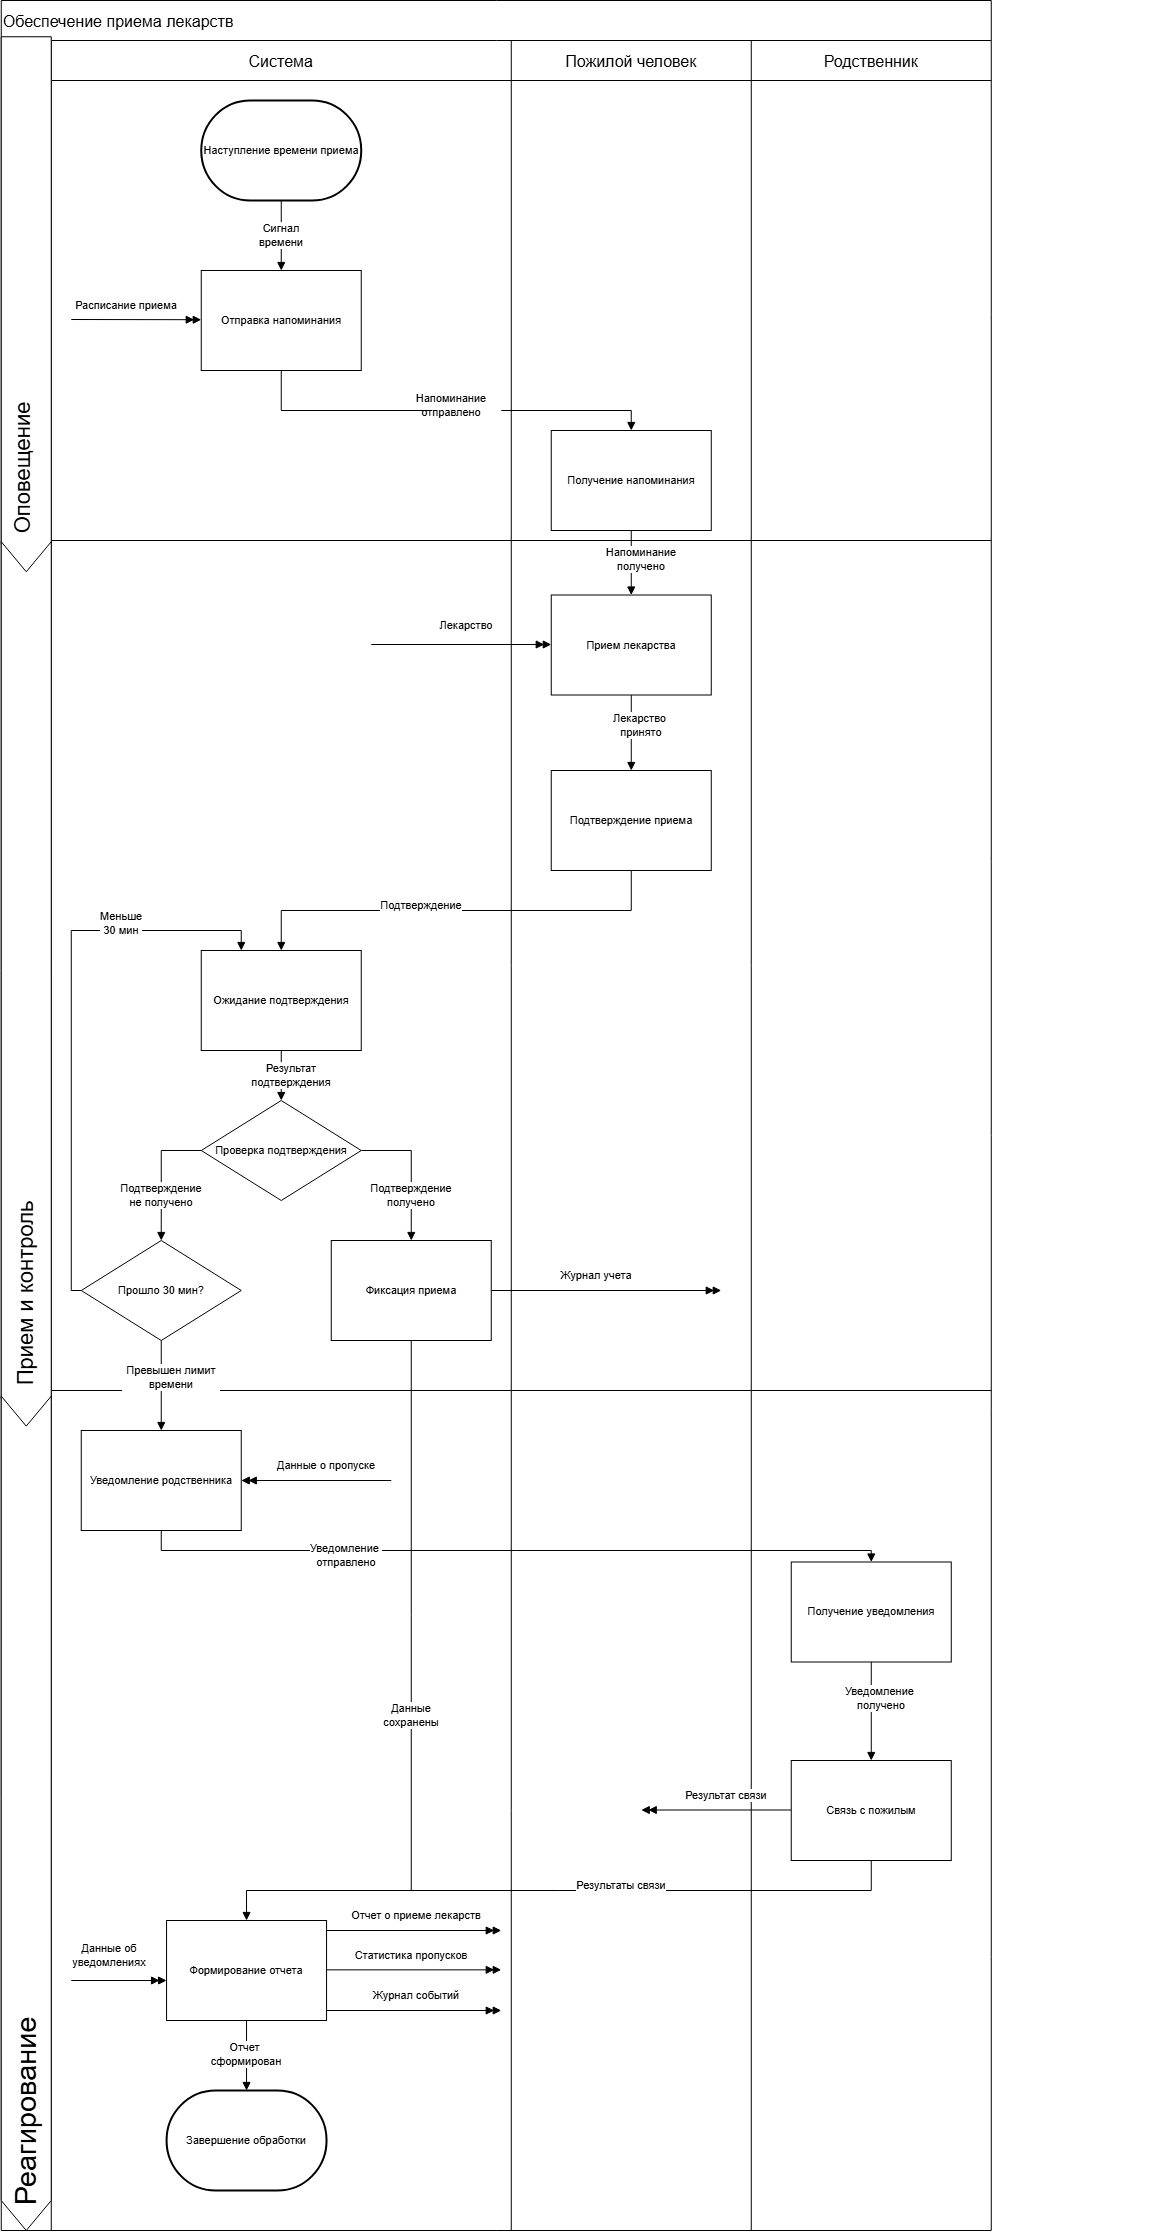 Обеспечение приема лекарств
Система
Пожилой человек
Родственник
Оповещение
Наступление времени приема
Сигнал
времени
Расписание приема
Отправка напоминания
Напоминание
отправлено
Получение напоминания
Прием и контроль
Напоминание
получено
Лекарство
Прием лекарства
Лекарство
принято
Подтверждение приема
Подтверждение
Меньше
30 мин
Ожидание подтверждения
Результат
подтверждения
Проверка подтверждения
Подтверждение
не получено
Подтверждение
получено
Прошло 30 мин?
Фиксация приема
Журнал учета
Превышен лимит
времени
Реагирование
Уведомление родственника
Данные о пропуске
Уведомление
отправлено
Получение уведомления
Уведомление
получено
Данные
сохранены
Результат связи
Связь с пожилым
Результаты связи
Отчет о приеме лекарств
Данные об
уведомлениях
Формирование отчета
Статистика пропусков
Журнал событий
Отчет
сформирован
Завершение обработки